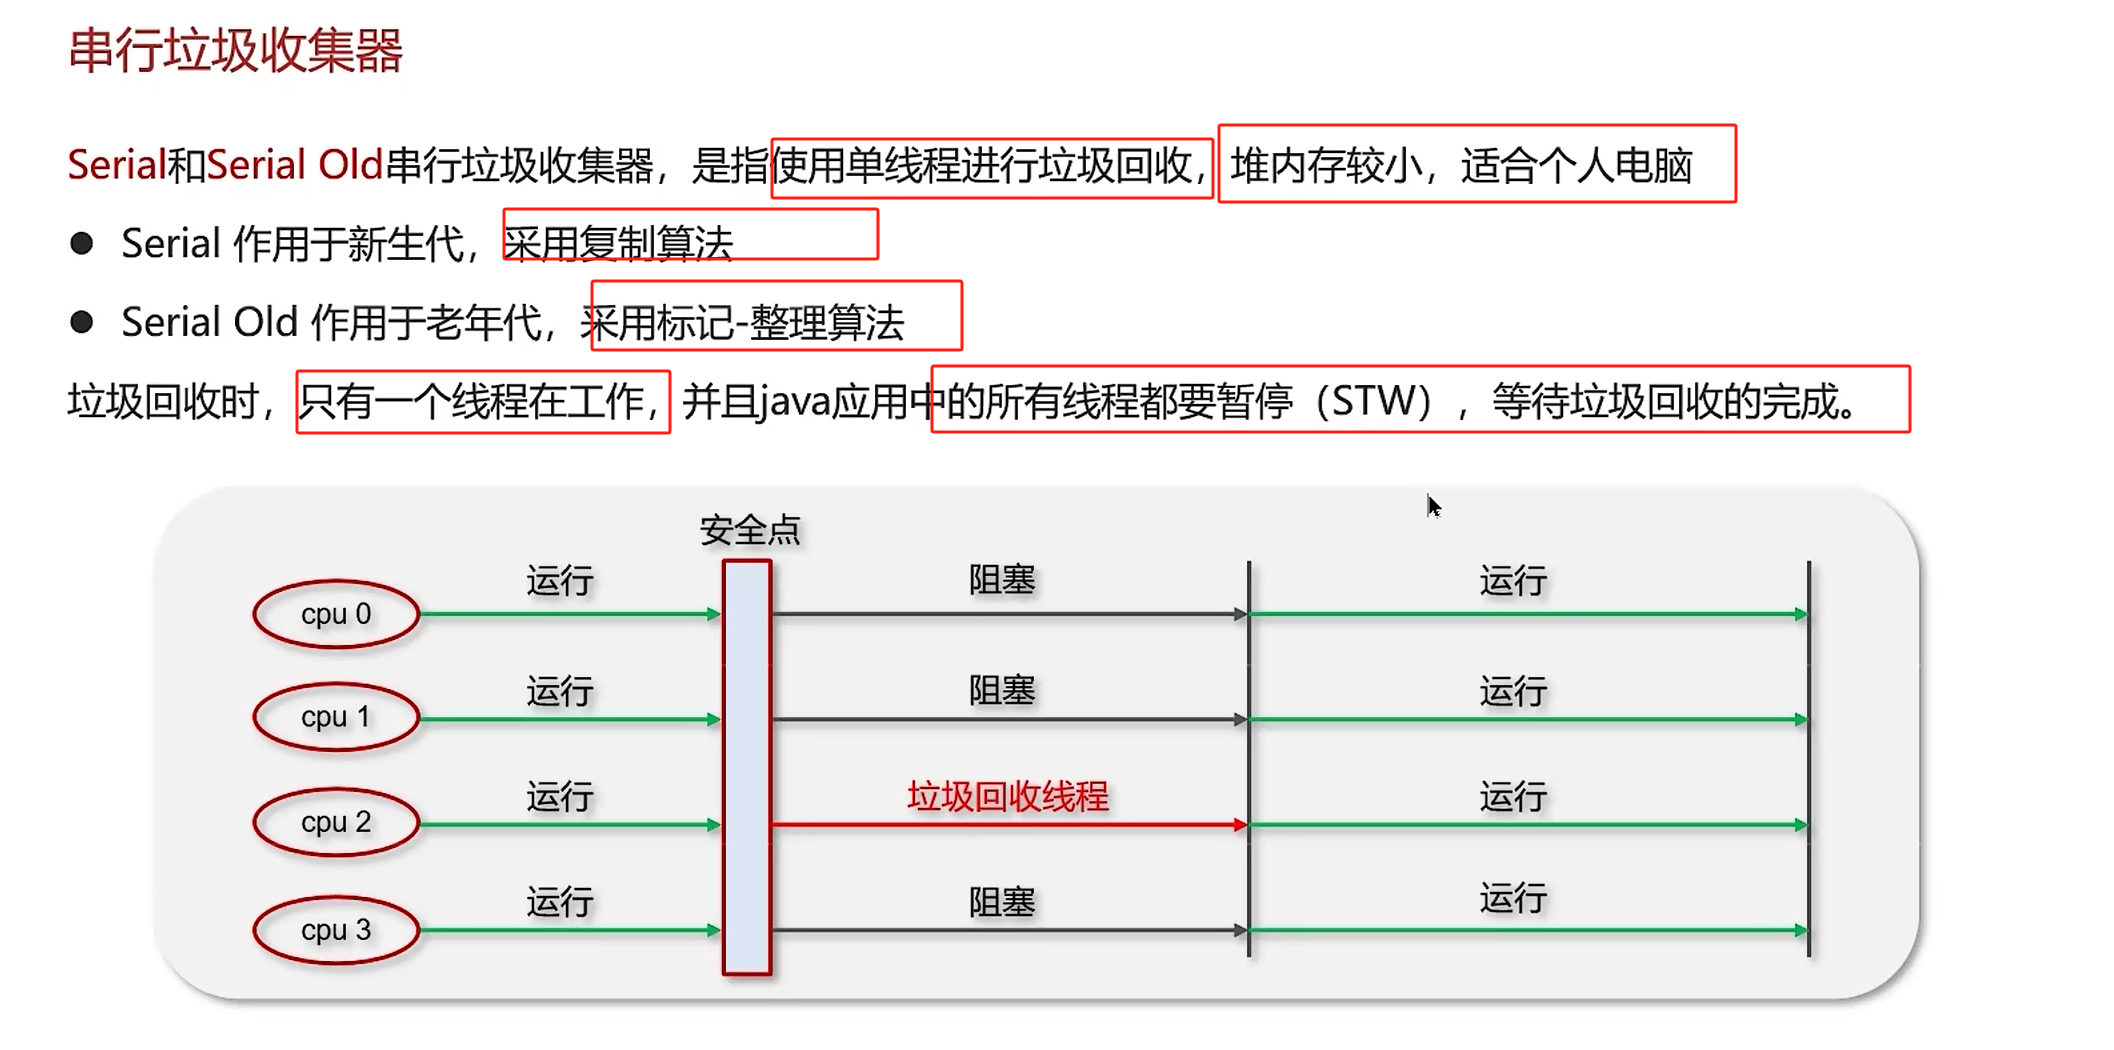 串行垃圾收集器
Serial和Serial Old串行垃圾收集器，是指使用单线程进行垃圾回收，堆内存较小，适合个人电脑
● Serial 作用于新生代，采用复制算法
● Serial Old 作用于老年代，采用标记-整理算法
垃圾回收时，只有一个线程在工作，并且java应用中的所有线程都要暂停（STW），等待垃圾回收的完成。
安全点
运行 阻塞 运行
cpu 0
运行 阻塞 运行
cpu 1
运行 垃圾回收线程 运行
cpu 2
运行 阻塞 运行
cpu 3